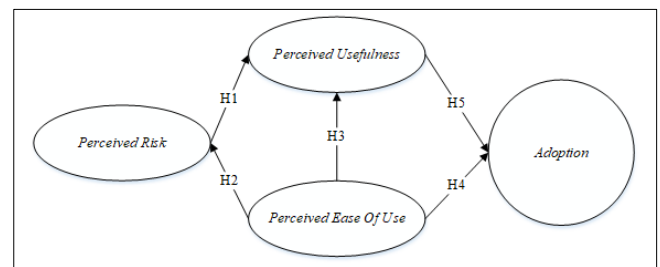 Perceived Usefulness
H1
H5
Perceived Risk
H3
Adoption
H2
H4
Perceived Ease Of Use